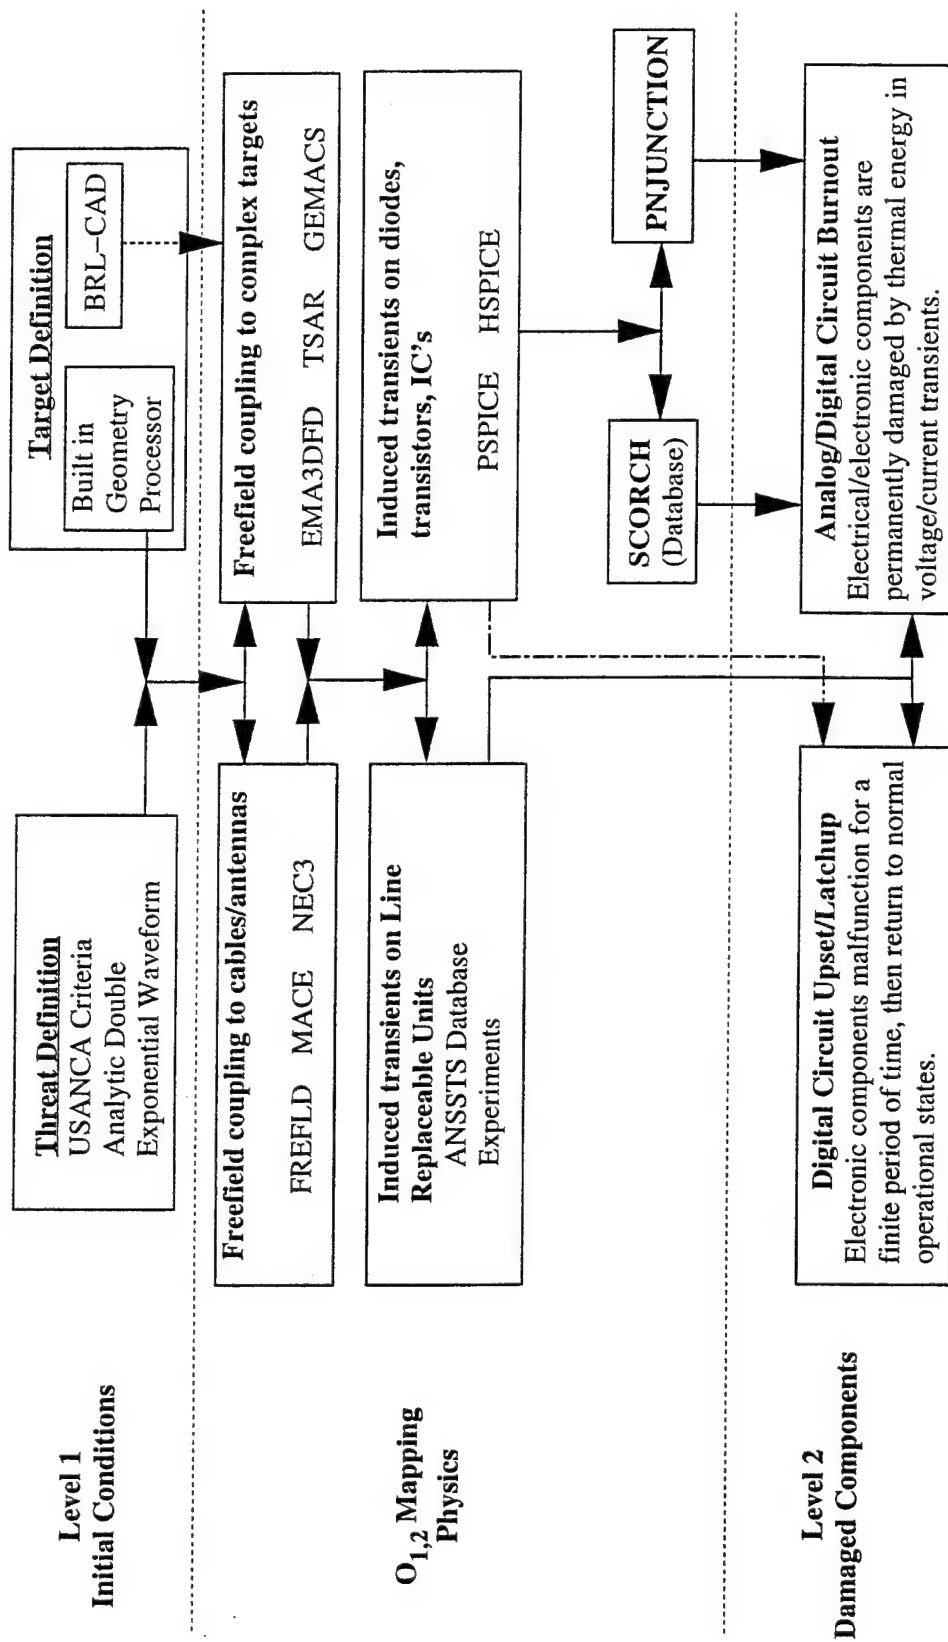 Level 1
Initial Conditions
Threat Definition
USANCA Criteria
Analytic Double
Exponential Waveform
Target Definition
Built in
Geometry
Processor
BRL–CAD
O1,2 Mapping
Physics
Freefield coupling to cables/antennas
FREFLD MACE NEC3
Freefield coupling to complex targets
EMA3DFD TSAR GEMACS
Induced transients on Line
Replaceable Units
ANSSTS Database
Experiments
Induced transients on diodes,
transistors, IC's
PSPICE HSPICE
SCORCH
(Database)
PNJUNCTION
Level 2
Damaged Components
Digital Circuit Upset/Latchup
Electronic components malfunction for a
finite period of time, then return to normal
operational states.
Analog/Digital Circuit Burnout
Electrical/electronic components are
permanently damaged by thermal energy in
voltage/current transients.